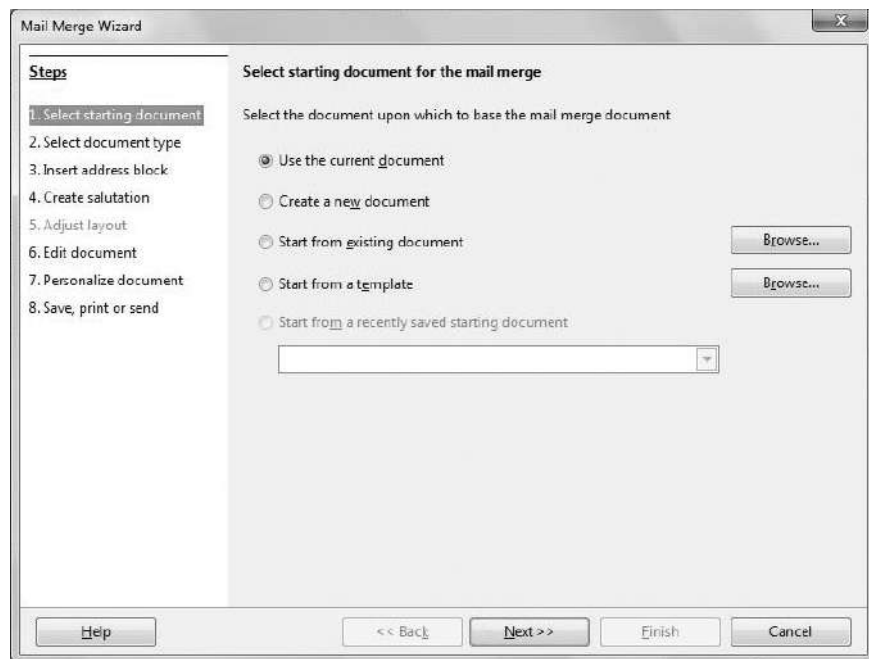 Mail Merge Wizard
X
Steps
1. Select starting document
2. Select document type
3. Insert address block
4. Create salutation
5. Adjust layout
6. Edit document
7. Personalize document
8. Save, print or send
Select starting document for the mail merge
Select the document upon which to base the mail merge document
Use the current document
Create a new document
Start from existing document
Browse...
Start from a template
Browse...
Start from a recently saved starting document
Help
<< Back
Next >>
Finish
Cancel